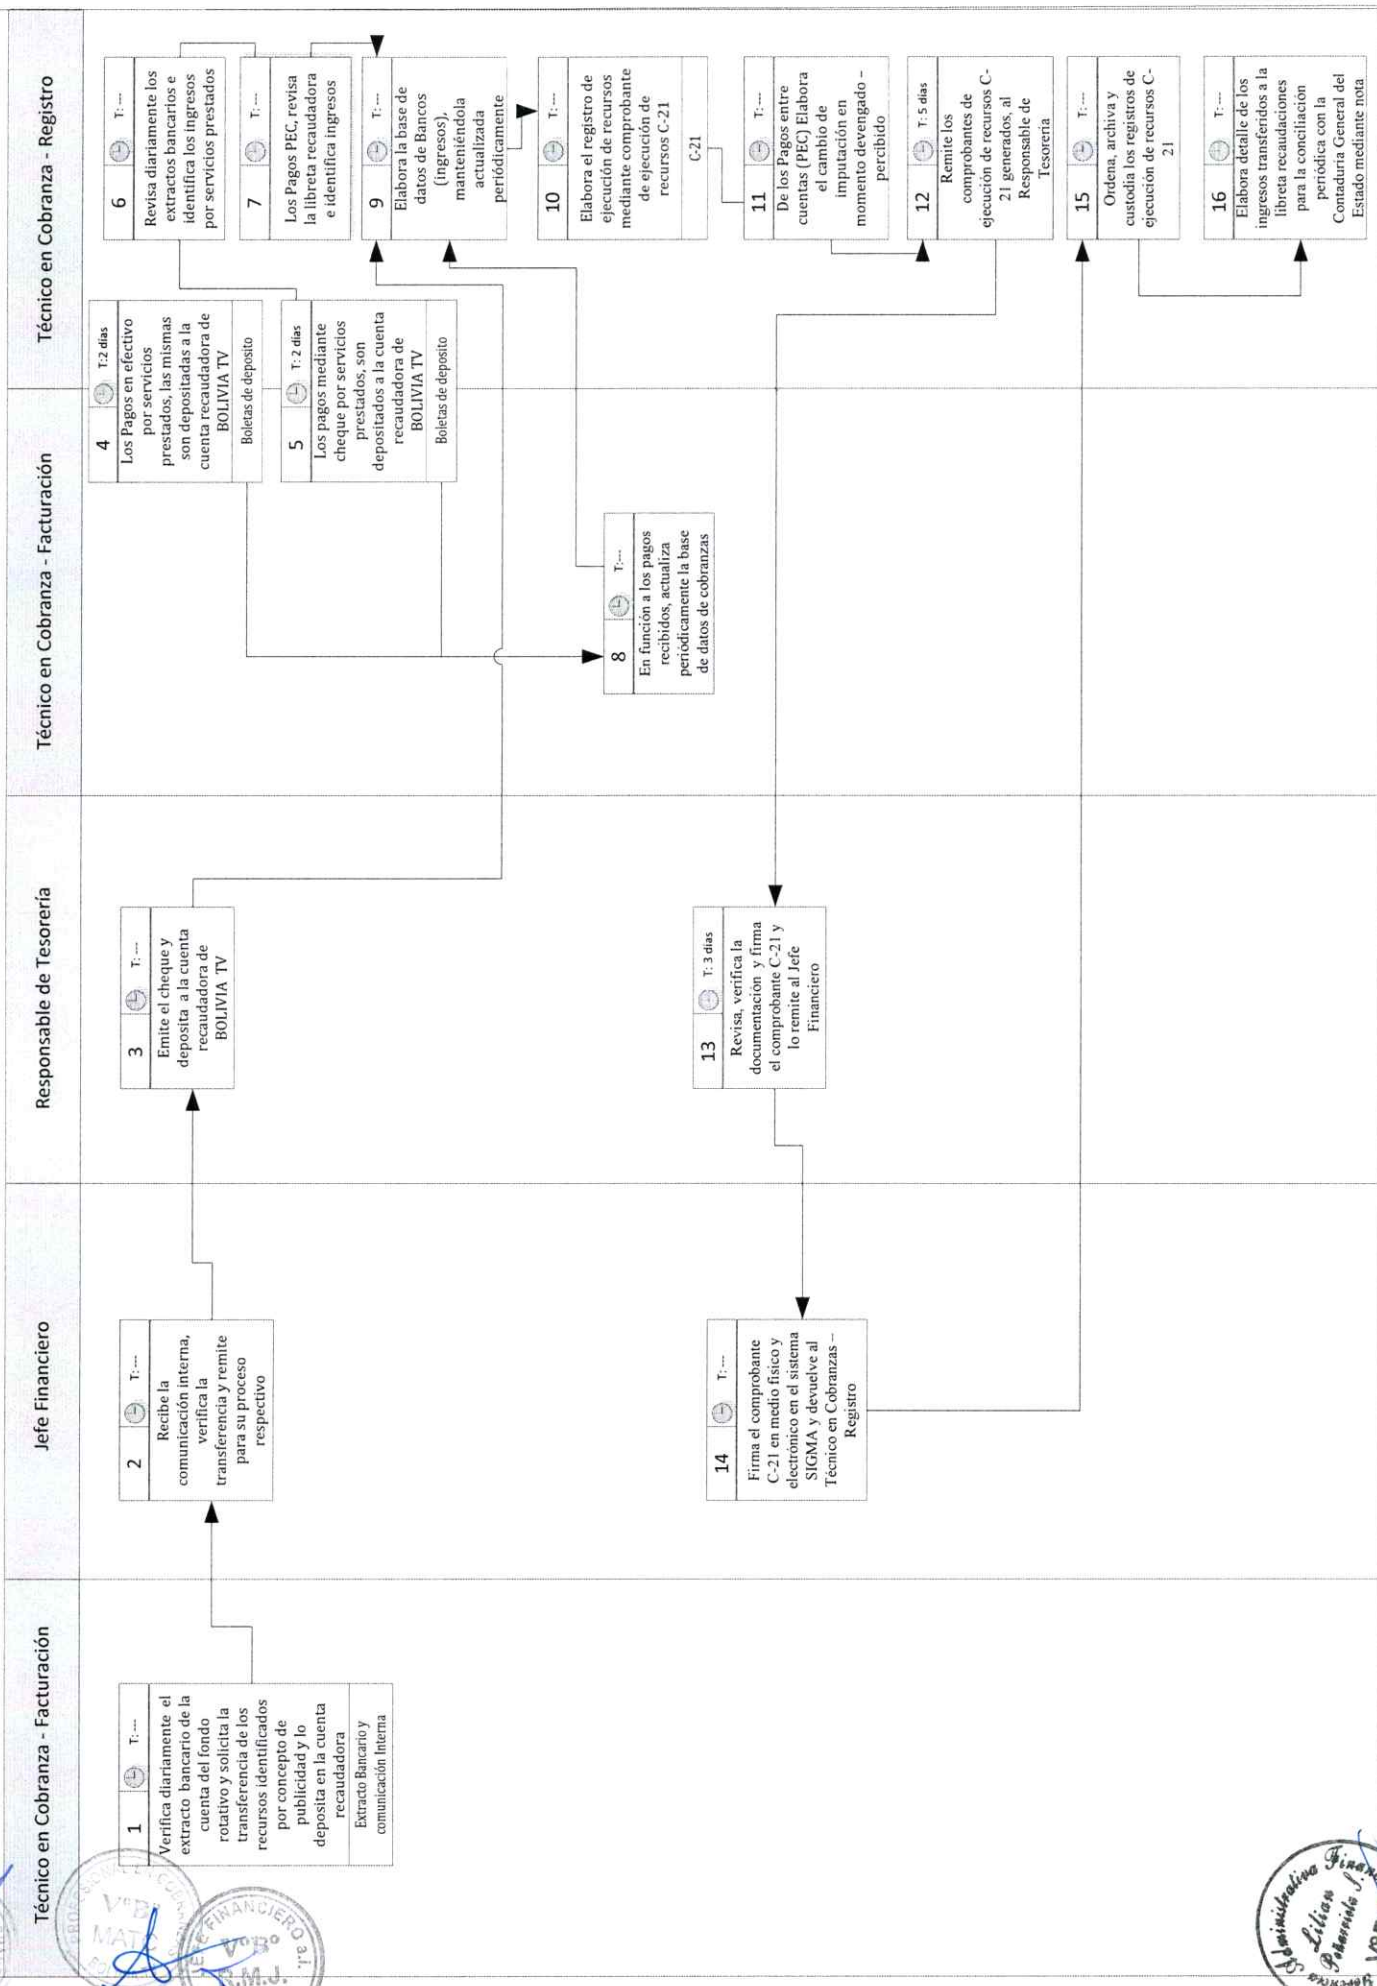 Técnico en Cobranza - Facturación
Jefe Financiero
Responsable de Tesorería
Técnico en Cobranza - Facturación
Técnico en Cobranza - Registro
1
T: ---
Verifica diariamente el
extracto bancario de la
cuenta del fondo
rotativo y solicita la
transferencia de los
recursos identificados
por concepto de
publicidad y lo
deposita en la cuenta
recaudadora
Extracto Bancario y
comunicación Interna
2
T: ---
Recibe la
comunicación interna,
verifica la
transferencia y remite
para su proceso
respectivo
3
T: ---
Emite el cheque y
deposita a la cuenta
recaudadora de
BOLIVIA TV
4
T:2 días
Los Pagos en efectivo
por servicios
prestados, las mismas
son depositadas a la
cuenta recaudadora de
BOLIVIA TV
Boletas de deposito
5
T: 2 días
Los pagos mediante
cheque por servicios
prestados, son
depositados a la cuenta
recaudadora de
BOLIVIA TV
Boletas de deposito
6
T: ---
Revisa diariamente los
extractos bancarios e
identifica los ingresos
por servicios prestados
7
T: ---
Los Pagos PEC, revisa
la libreta recaudadora
e identifica ingresos
8
T:---
En función a los pagos
recibidos, actualiza
periódicamente la base
de datos de cobranzas
9
T: ---
Elabora la base de
datos de Bancos
(ingresos),
manteniéndola
actualizada
periódicamente
10
T: ---
Elabora el registro de
ejecución de recursos
mediante comprobante
de ejecución de
recursos C-21
C-21
11
T: ---
De los Pagos entre
cuentas (PEC) Elabora
el cambio de
imputación en
momento devengado –
percibido
12
T: 5 días
Remite los
comprobantes de
ejecución de recursos C-
21 generados, al
Responsable de
Tesorería
13
T: 3 días
Revisa, verifica la
documentación y firma
el comprobante C-21 y
lo remite al Jefe
Financiero
14
T: ---
Firma el comprobante
C-21 en medio físico y
electrónico en el sistema
SIGMA y devuelve al
Técnico en Cobranzas –
Registro
15
T: ---
Ordena, archiva y
custodia los registros de
ejecución de recursos C-
21
16
T: ---
Elabora detalle de los
ingresos transferidos a la
libreta recaudaciones
para la conciliación
periódica con la
Contaduría General del
Estado mediante nota
VºBº
MATC
JEFE FINANCIERO a.i.
VºBº
R.M.J.
Administrativa
Lilian